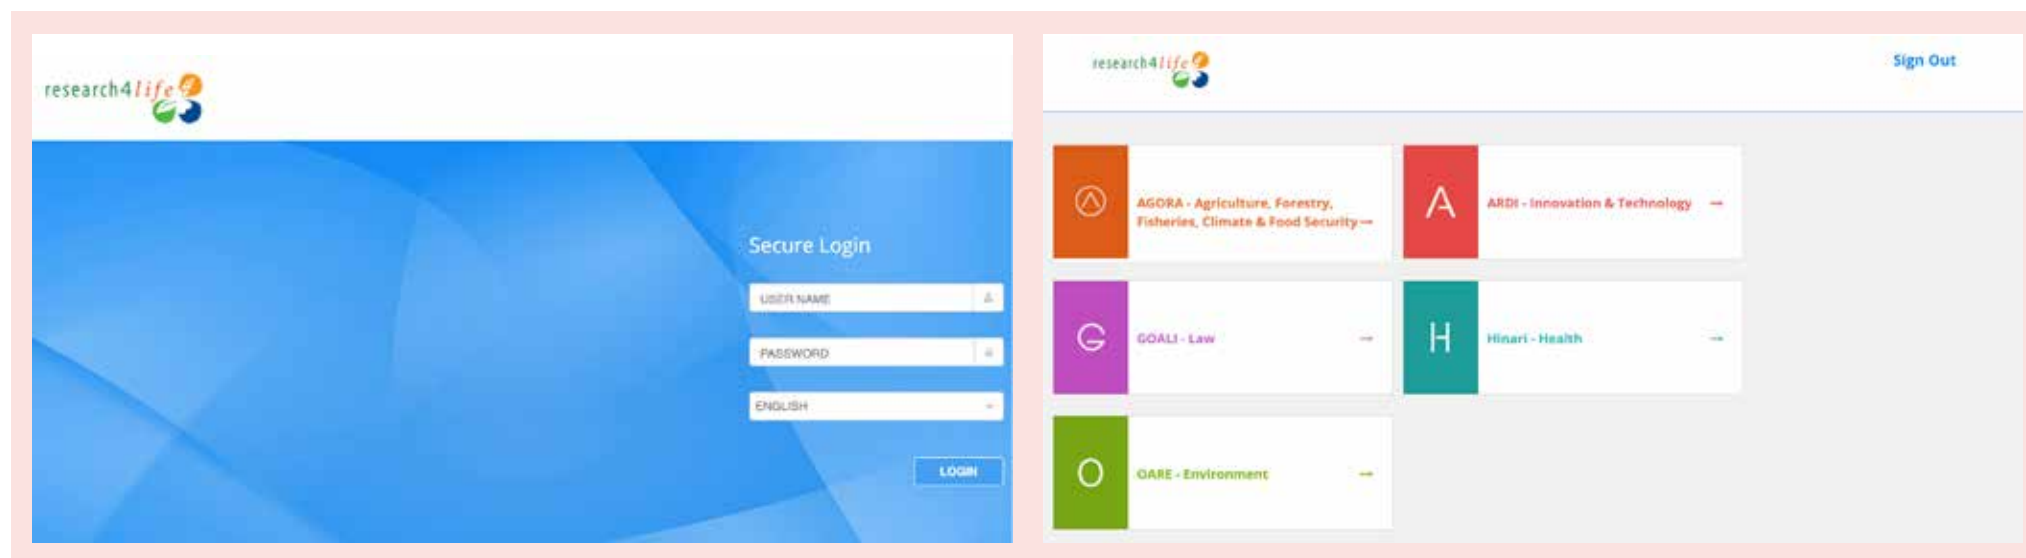 research4life
Secure Login
USER NAME
PASSWORD
ENGLISH
LOGIN
research4life
Sign Out
AGORA - Agriculture, Forestry,
Fisheries, Climate & Food Security→
A
ARDI - Innovation & Technology →
G
GOALI - Law →
H
Hinari - Health →
O
OARE - Environment →